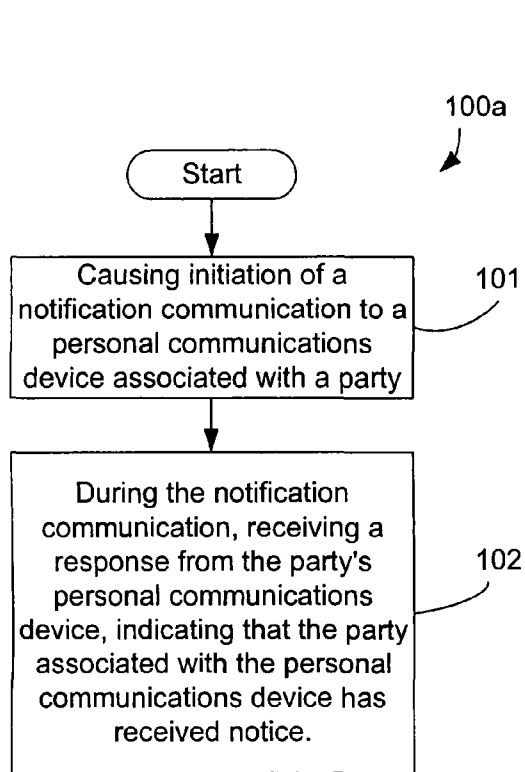 100a
Start
Causing initiation of a
notification communication to a
personal communications
device associated with a party
101
During the notification
communication, receiving a
response from the party's
personal communications
device, indicating that the party
associated with the personal
communications device has
received notice.
102